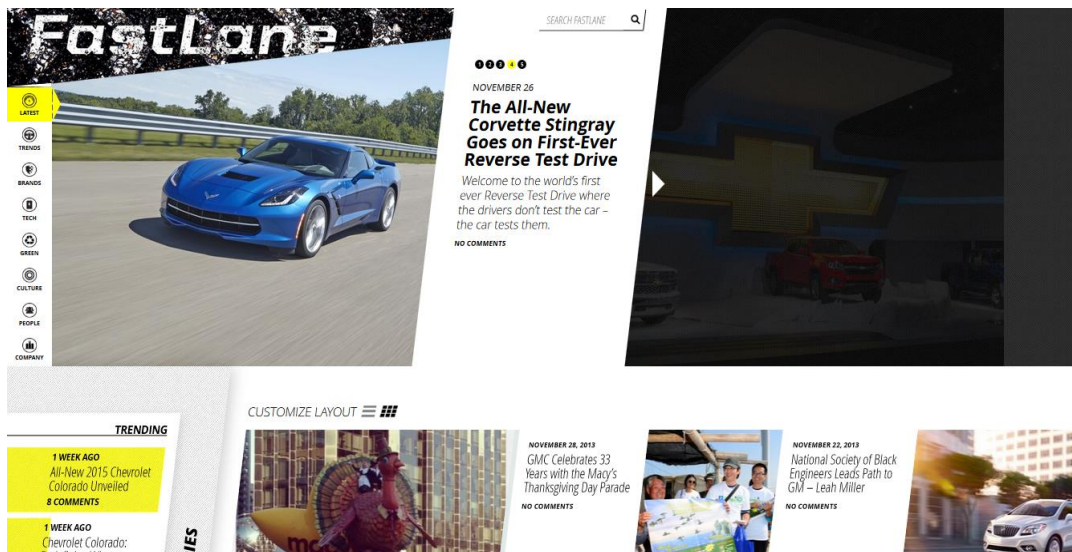 FastLane
SEARCH FASTLANE
1 2 3 4 5
NOVEMBER 26
The All-New
Corvette Stingray
Goes on First-Ever
Reverse Test Drive
Welcome to the world's first
ever Reverse Test Drive where
the drivers don't test the car –
the car tests them.
NO COMMENTS
LATEST
TRENDS
BRANDS
TECH
GREEN
CULTURE
PEOPLE
COMPANY
CUSTOMIZE LAYOUT
TRENDING
1 WEEK AGO
All-New 2015 Chevrolet
Colorado Unveiled
8 COMMENTS
1 WEEK AGO
Chevrolet Colorado:
NOVEMBER 28, 2013
GMC Celebrates 33
Years with the Macy's
Thanksgiving Day Parade
NO COMMENTS
NOVEMBER 22, 2013
National Society of Black
Engineers Leads Path to
GM – Leah Miller
NO COMMENTS